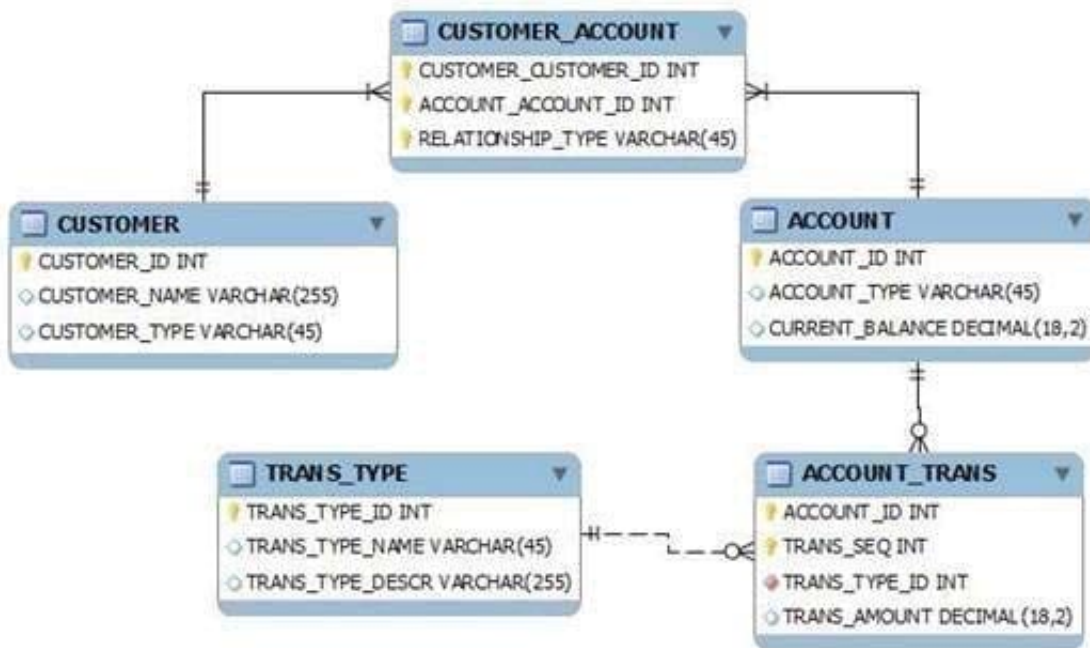 CUSTOMER_ACCOUNT
CUSTOMER_CUSTOMER_ID INT
ACCOUNT_ACCOUNT_ID INT
RELATIONSHIP_TYPE VARCHAR(45)
CUSTOMER
CUSTOMER_ID INT
CUSTOMER_NAME VARCHAR(255)
CUSTOMER_TYPE VARCHAR(45)
ACCOUNT
ACCOUNT_ID INT
ACCOUNT_TYPE VARCHAR(45)
CURRENT_BALANCE DECIMAL(18,2)
TRANS_TYPE
TRANS_TYPE_ID INT
TRANS_TYPE_NAME VARCHAR(45)
TRANS_TYPE_DESCR VARCHAR(255)
ACCOUNT_TRANS
ACCOUNT_ID INT
TRANS_SEQ INT
TRANS_TYPE_ID INT
TRANS_AMOUNT DECIMAL(18,2)